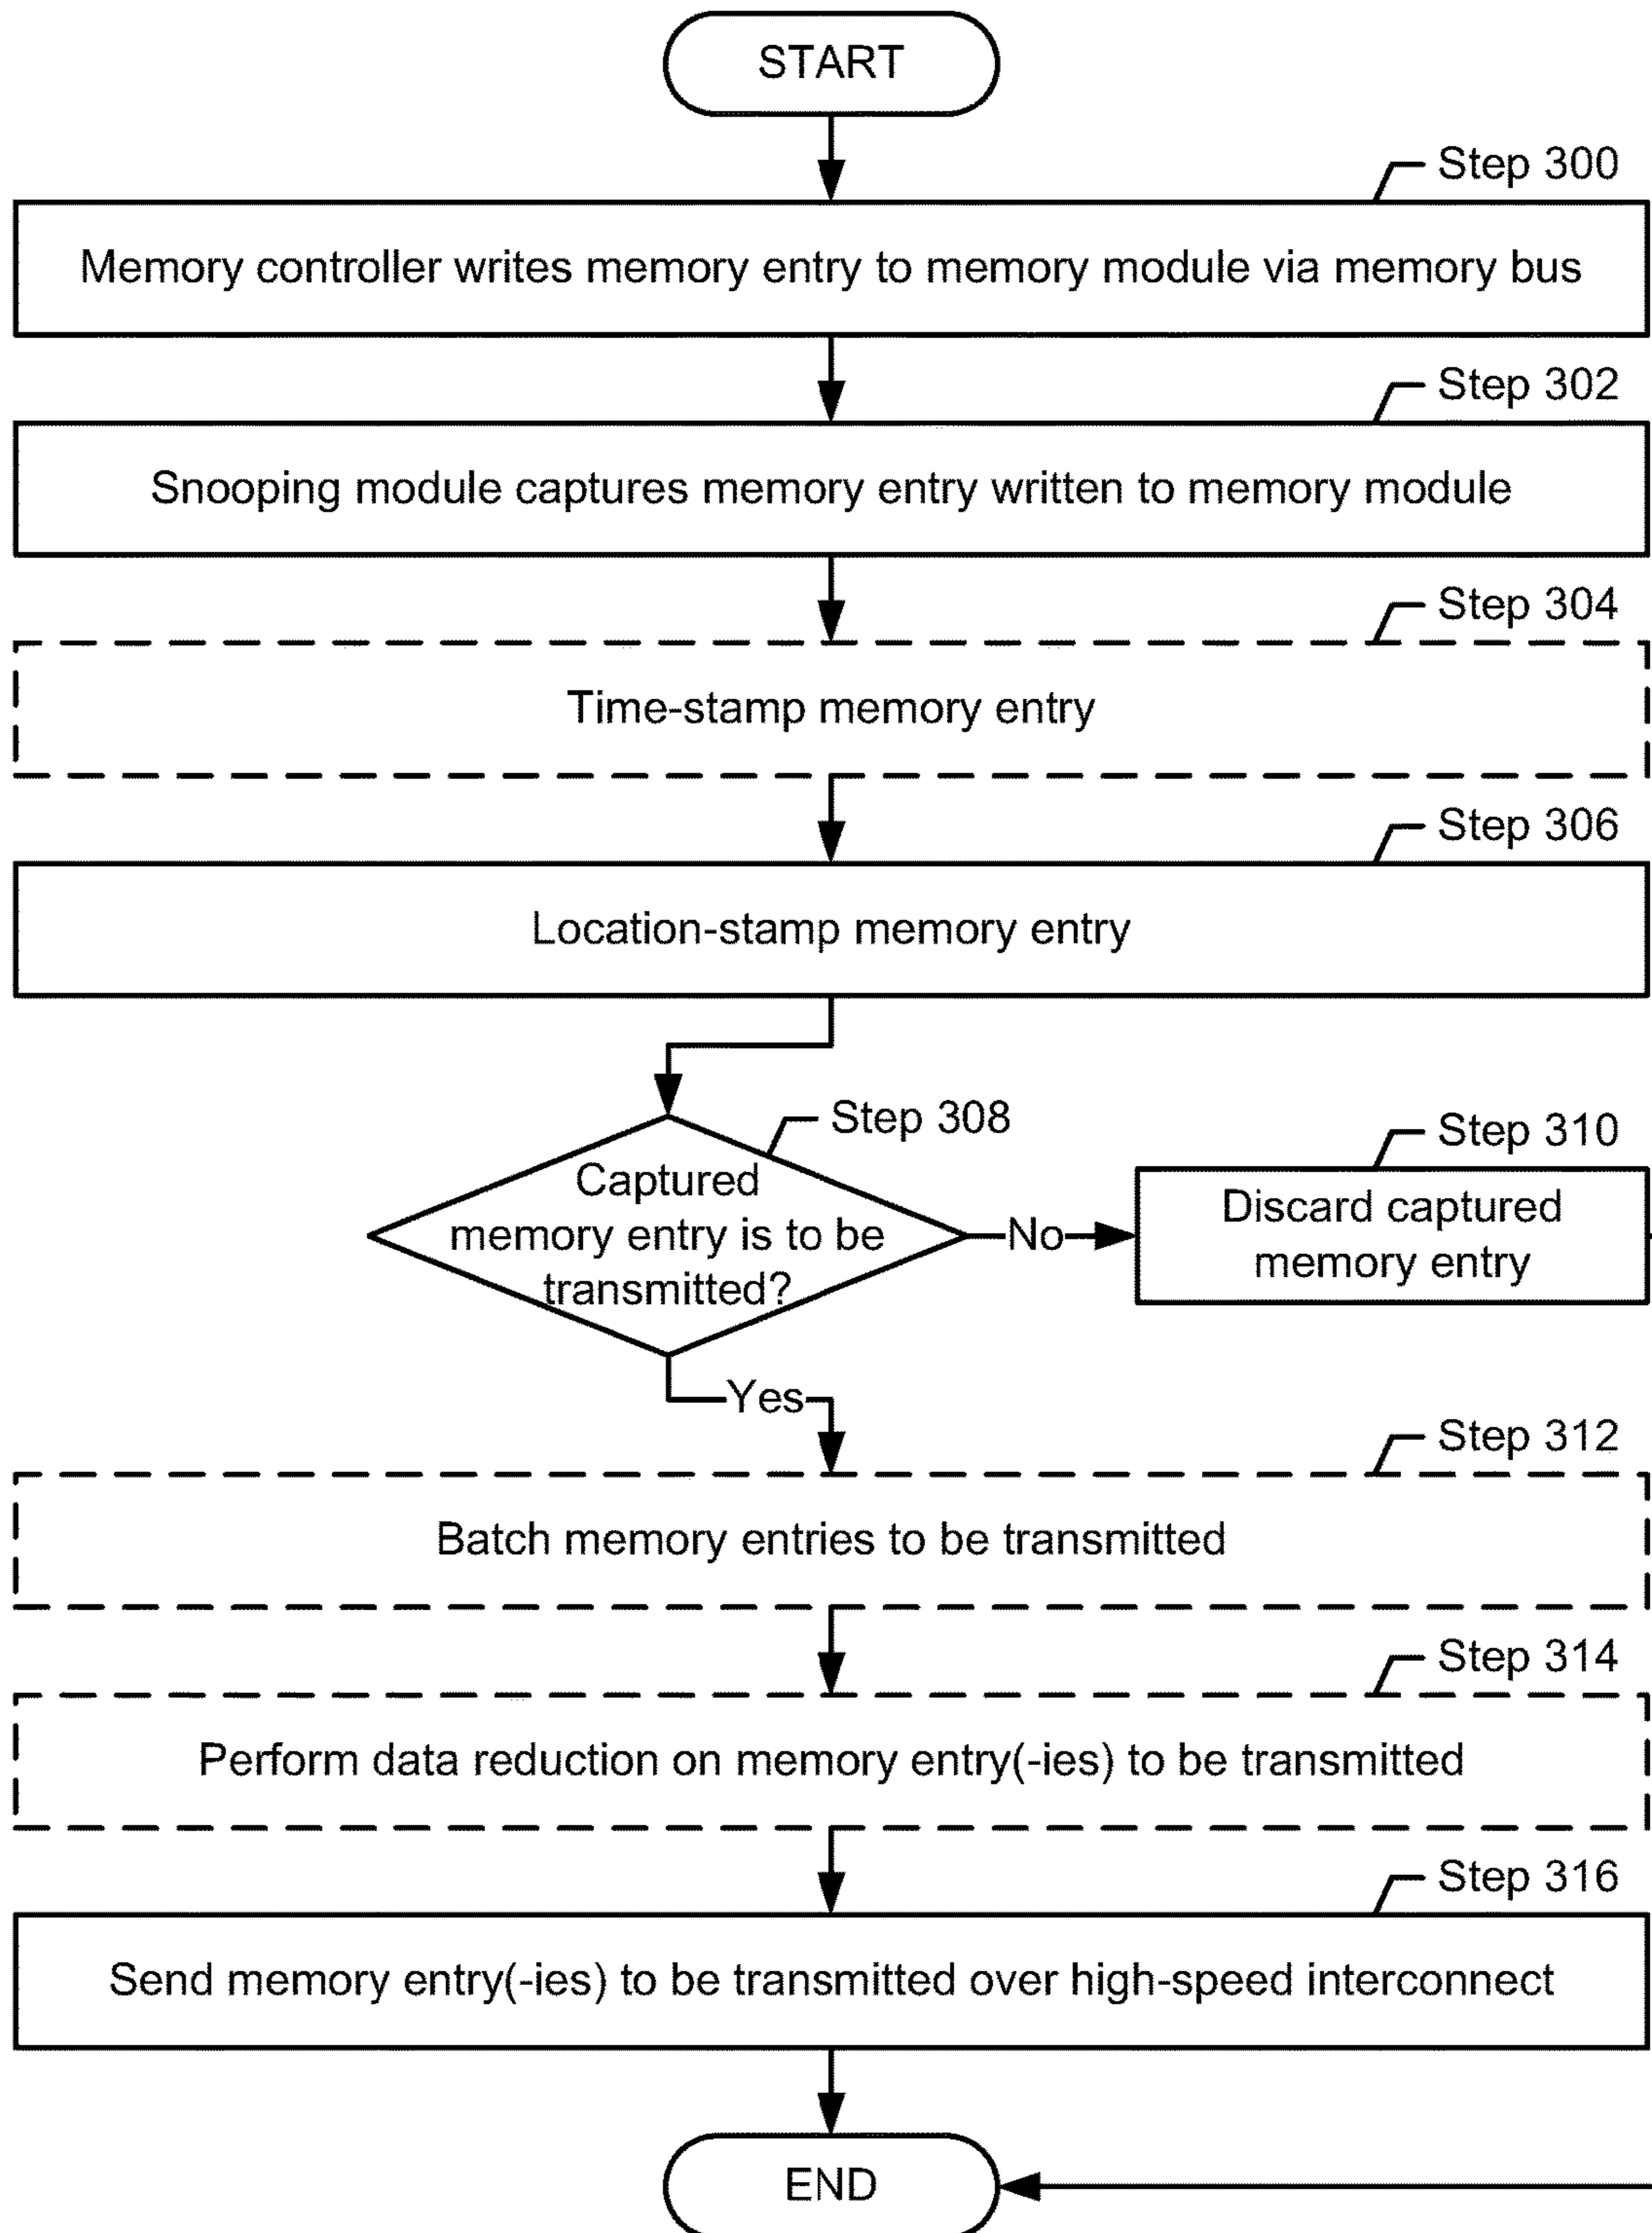 START
Step 300
Memory controller writes memory entry to memory module via memory bus
Step 302
Snooping module captures memory entry written to memory module
Step 304
Time-stamp memory entry
Step 306
Location-stamp memory entry
Step 308
Captured
memory entry is to be
transmitted?
No
Step 310
Discard captured
memory entry
Yes
Step 312
Batch memory entries to be transmitted
Step 314
Perform data reduction on memory entry(-ies) to be transmitted
Step 316
Send memory entry(-ies) to be transmitted over high-speed interconnect
END